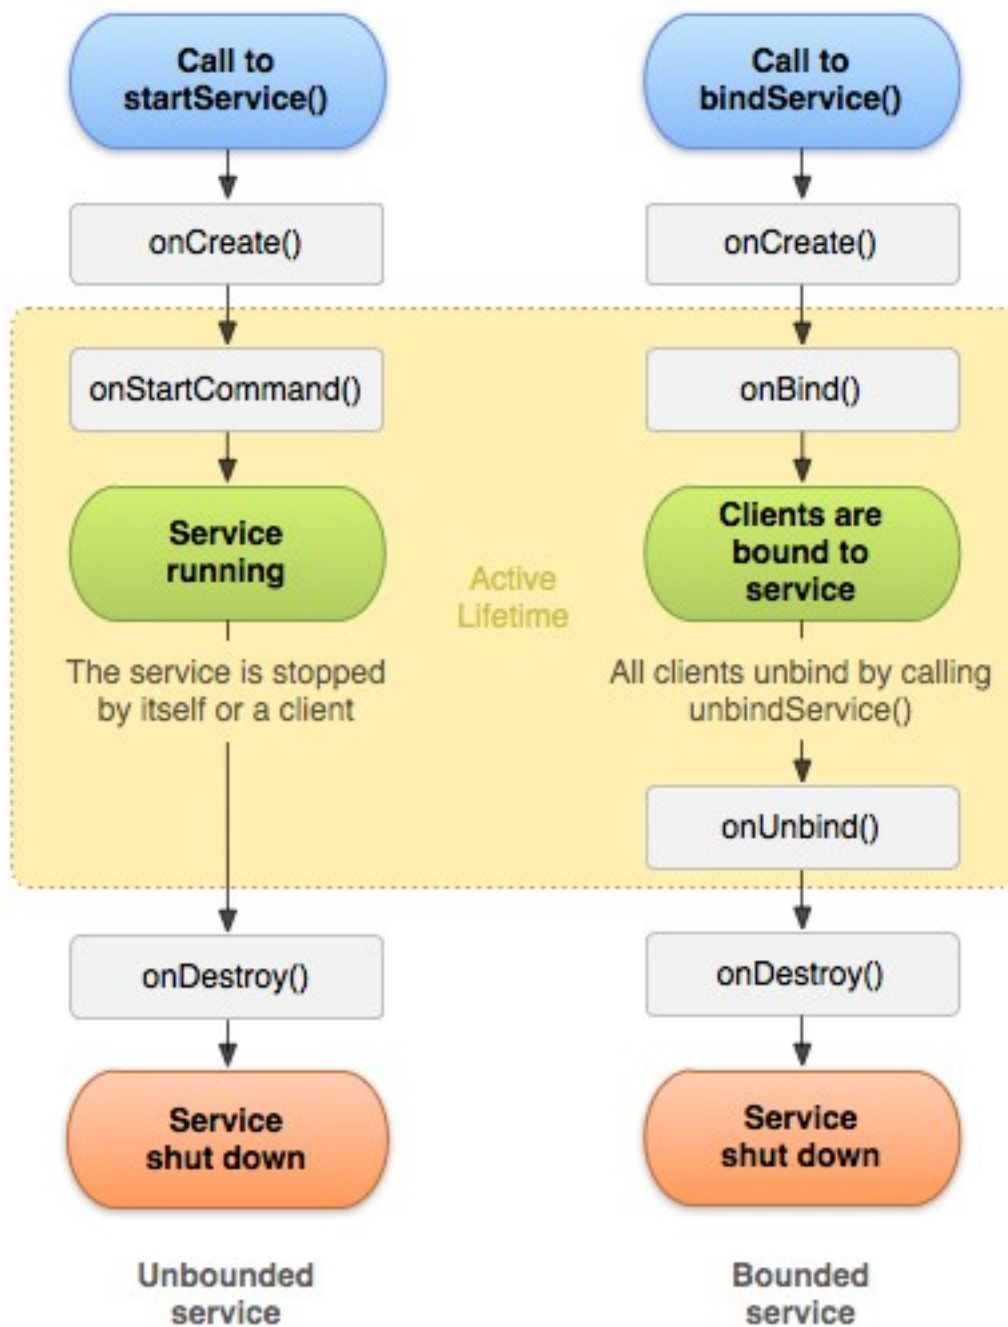 Call to
startService()
onCreate()
onStartCommand()
Service
running
The service is stopped
by itself or a client
onDestroy()
Service
shut down
Unbounded
service
Active
Lifetime
Call to
bindService()
onCreate()
onBind()
Clients are
bound to
service
All clients unbind by calling
unbindService()
onUnbind()
onDestroy()
Service
shut down
Bounded
service